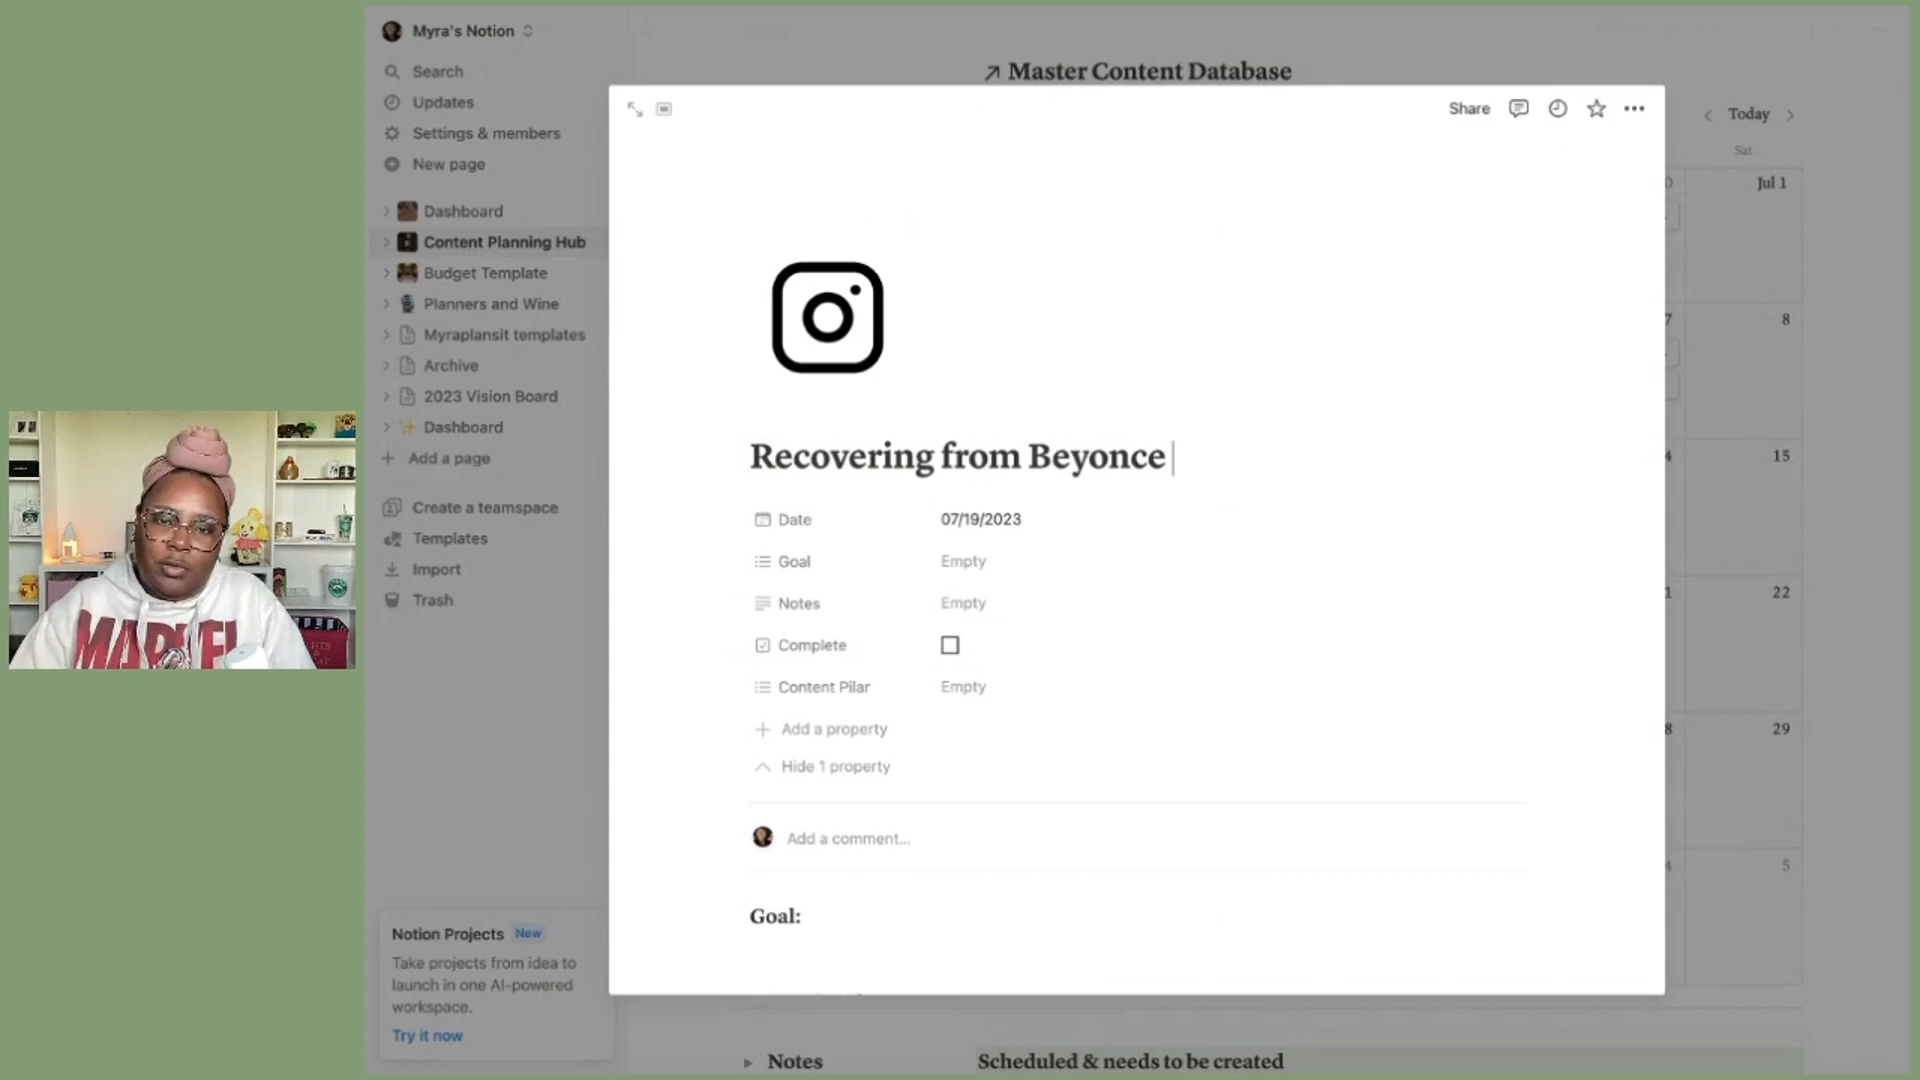 Myra's Notion
Search
Updates
Settings & members
New page
Dashboard
Content Planning Hub
Budget Template
Planners and Wine
Myraplansit templates
Archive
2023 Vision Board
Dashboard
Add a page
Create a teamspace
Templates
Import
Trash
Notion Projects New
Take projects from idea to
launch in one AI-powered
workspace.
Try it now
Master Content Database
Today
Sat
Jul 1
8
15
22
29
5
Share
Recovering from Beyonce
Date 07/19/2023
Goal Empty
Notes Empty
Complete
Content Pilar Empty
Add a property
Hide 1 property
Add a comment...
Goal:
Notes
Scheduled & needs to be created
MARVEL